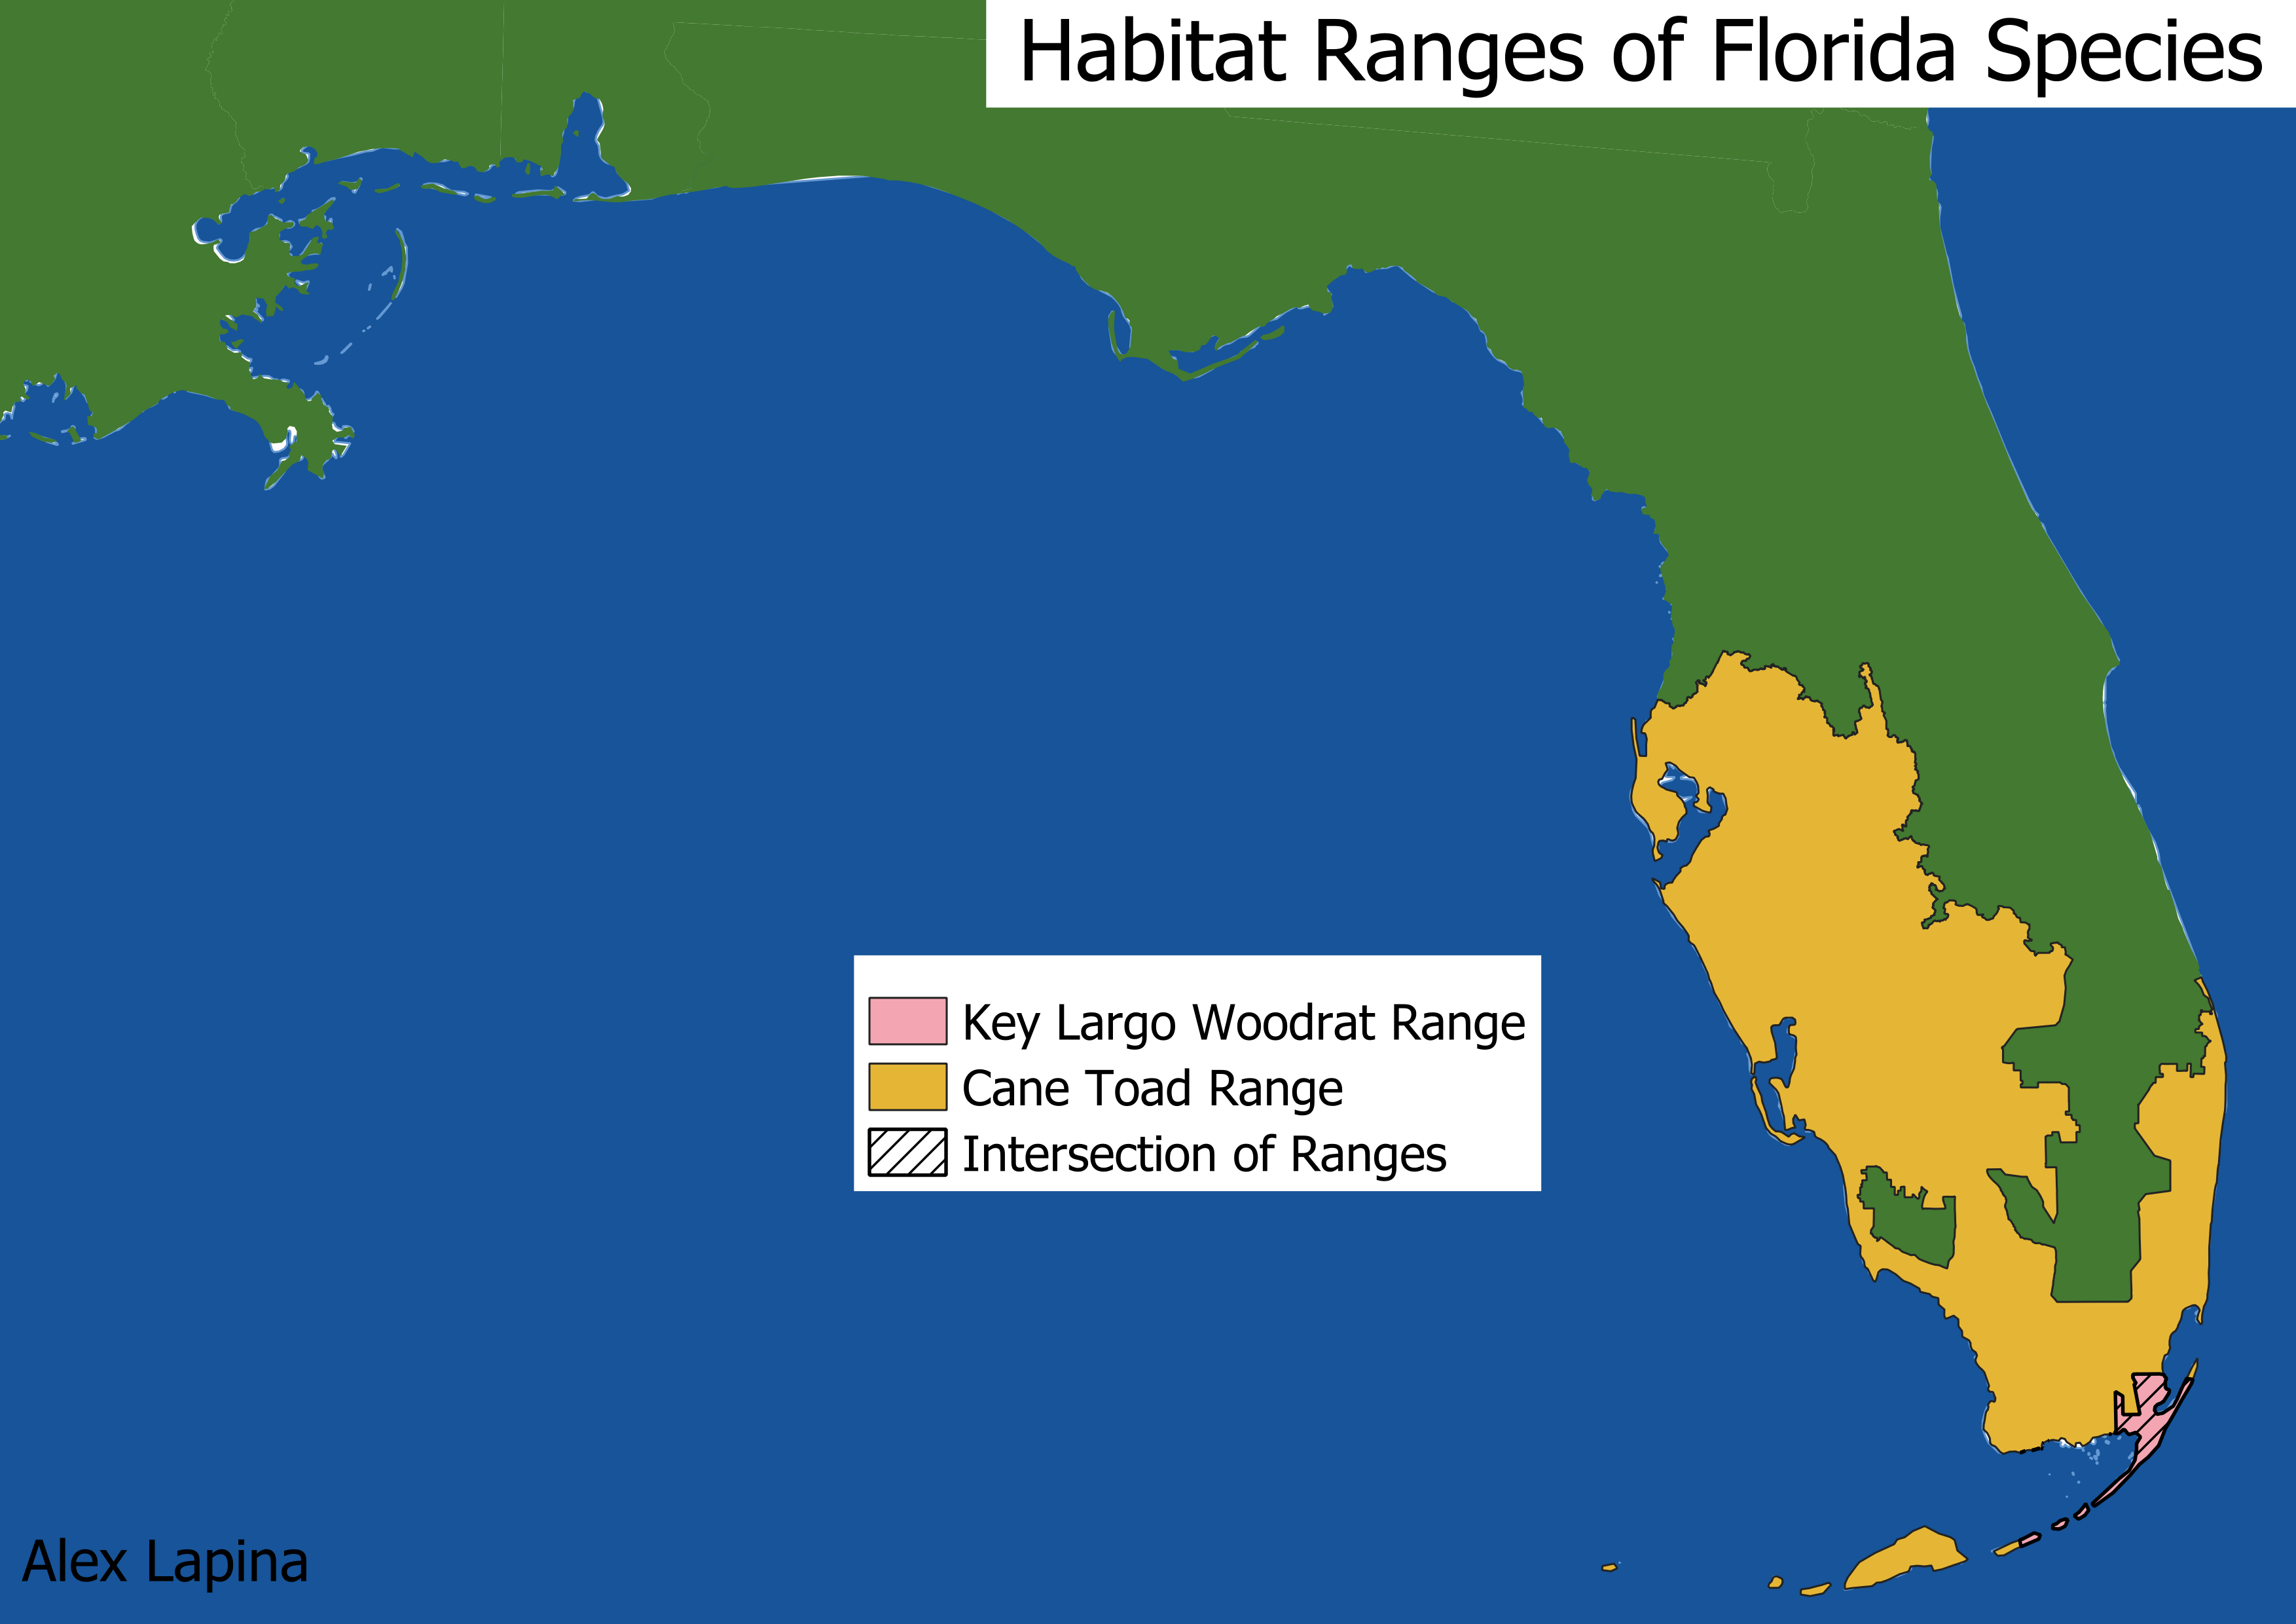 Habitat Ranges of Florida Species
Key Largo Woodrat Range
Cane Toad Range
Intersection of Ranges
Alex Lapina